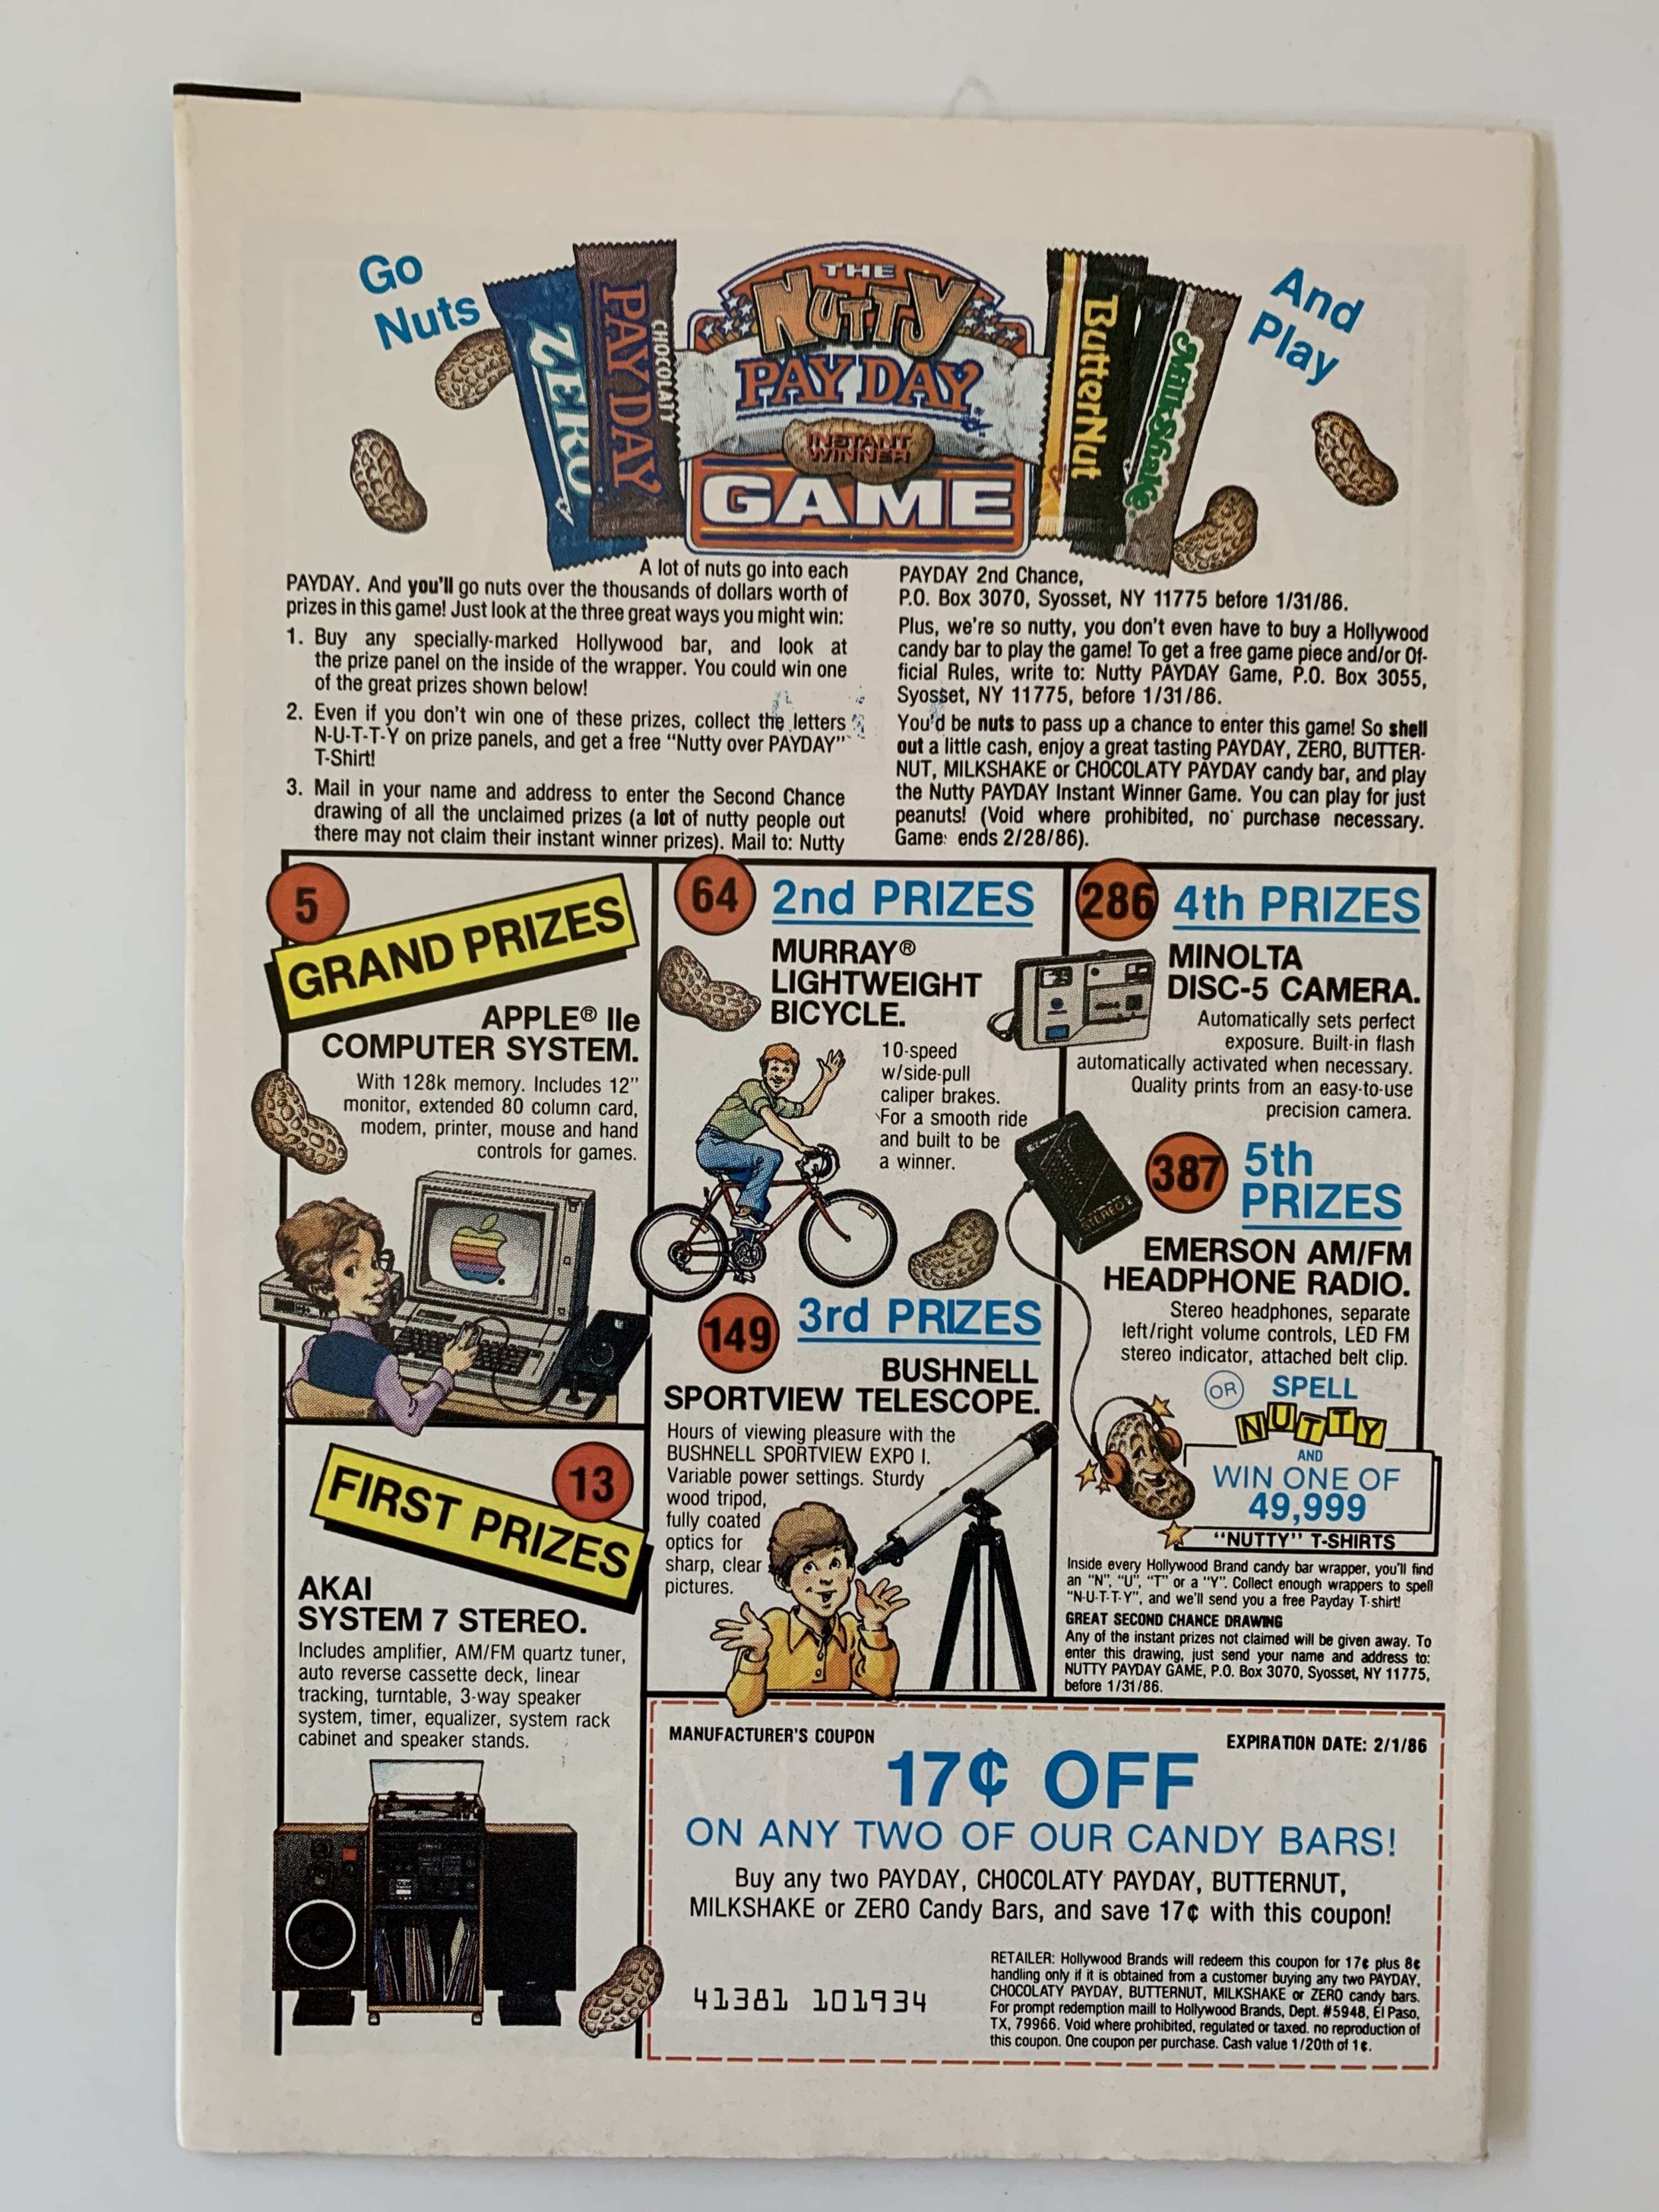 Go
Nuts
ZERO
CHOCOLATY
PAYDAY
THE
NUTTY
PAYDAY
INSTANT
WINNER
GAME
ButterNut
MilkShake
And
Play
A lot of nuts go into each
PAYDAY. And you'll go nuts over the thousands of dollars worth of
prizes in this game! Just look at the three great ways you might win:
1. Buy any specially-marked Hollywood bar, and look at
the prize panel on the inside of the wrapper. You could win one
of the great prizes shown below!
2. Even if you don't win one of these prizes, collect the letters
N-U-T-T-Y on prize panels, and get a free "Nutty over PAYDAY"
T-Shirt!
3. Mail in your name and address to enter the Second Chance
drawing of all the unclaimed prizes (a lot of nutty people out
there may not claim their instant winner prizes). Mail to: Nutty
PAYDAY 2nd Chance,
P.O. Box 3070, Syosset, NY 11775 before 1/31/86.
Plus, we're so nutty, you don't even have to buy a Hollywood
candy bar to play the game! To get a free game piece and/or Of-
ficial Rules, write to: Nutty PAYDAY Game, P.O. Box 3055,
Syosset, NY 11775, before 1/31/86.
You'd be nuts to pass up a chance to enter this game! So shell
out a little cash, enjoy a great tasting PAYDAY, ZERO, BUTTER-
NUT, MILKSHAKE or CHOCOLATY PAYDAY candy bar, and play
the Nutty PAYDAY Instant Winner Game. You can play for just
peanuts! (Void where prohibited, no purchase necessary.
Game: ends 2/28/86).
5
GRAND PRIZES
APPLE® IIe
COMPUTER SYSTEM.
With 128k memory. Includes 12"
monitor, extended 80 column card,
modem, printer, mouse and hand
controls for games.
13
FIRST PRIZES
AKAI
SYSTEM 7 STEREO.
Includes amplifier, AM/FM quartz tuner,
auto reverse cassette deck, linear
tracking, turntable, 3-way speaker
system, timer, equalizer, system rack
cabinet and speaker stands.
64
2nd PRIZES
MURRAY®
LIGHTWEIGHT
BICYCLE.
10-speed
w/side-pull
caliper brakes.
For a smooth ride
and built to be
a winner.
149
3rd PRIZES
BUSHNELL
SPORTVIEW TELESCOPE.
Hours of viewing pleasure with the
BUSHNELL SPORTVIEW EXPO I.
Variable power settings. Sturdy
wood tripod,
fully coated
optics for
sharp, clear
pictures.
286
4th PRIZES
MINOLTA
DISC-5 CAMERA.
Automatically sets perfect
exposure. Built-in flash
automatically activated when necessary.
Quality prints from an easy-to-use
precision camera.
387
5th
PRIZES
STEREO
EMERSON AM/FM
HEADPHONE RADIO.
Stereo headphones, separate
left/right volume controls, LED FM
stereo indicator, attached belt clip.
OR SPELL
NUTTY
AND
WIN ONE OF
49,999
"NUTTY" T-SHIRTS
Inside every Hollywood Brand candy bar wrapper, you'll find
an "N", "U", "T" or a "Y". Collect enough wrappers to spell
"N-U-T-T-Y", and we'll send you a free Payday T-shirt!
GREAT SECOND CHANCE DRAWING
Any of the instant prizes not claimed will be given away. To
enter this drawing, just send your name and address to:
NUTTY PAYDAY GAME, P.O. Box 3070, Syosset, NY 11775,
before 1/31/86.
MANUFACTURER'S COUPON
EXPIRATION DATE: 2/1/86
17¢ OFF
ON ANY TWO OF OUR CANDY BARS!
Buy any two PAYDAY, CHOCOLATY PAYDAY, BUTTERNUT,
MILKSHAKE or ZERO Candy Bars, and save 17¢ with this coupon!
41381 101934
RETAILER: Hollywood Brands will redeem this coupon for 17¢ plus 8¢
handling only if it is obtained from a customer buying any two PAYDAY,
CHOCOLATY PAYDAY, BUTTERNUT, MILKSHAKE or ZERO candy bars.
For prompt redemption maill to Hollywood Brands, Dept. #5948, El Paso,
TX, 79966. Void where prohibited, regulated or taxed. no reproduction of
this coupon. One coupon per purchase. Cash value 1/20th of 1¢.